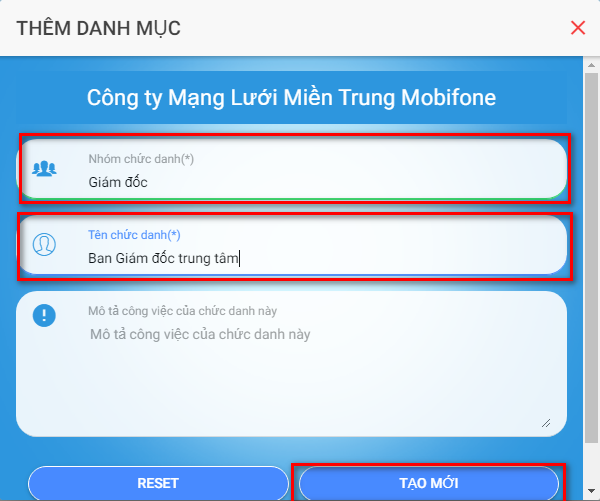 THÊM DANH MỤC
Công ty Mạng Lưới Miền Trung Mobifone
Nhóm chức danh(*)
Giám đốc
Tên chức danh(*)
Ban Giám đốc trung tâm
Mô tả công việc của chức danh này
Mô tả công việc của chức danh này
RESET
TẠO MỚI